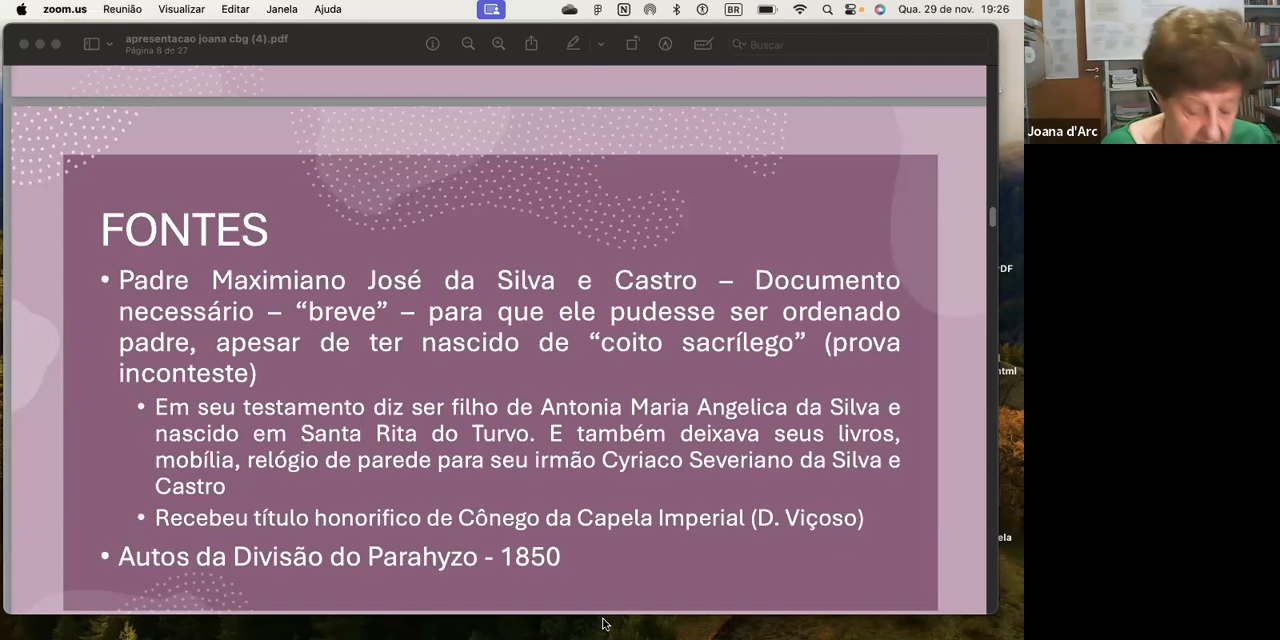 zoom.us Reunião Visualizar Editar Janela Ajuda BR Qua. 29 de nov. 19:26
apresentacao joana cbg (4).pdf
Página 8 de 27
Buscar
Joana d'Arc
FONTES
• Padre Maximiano José da Silva e Castro – Documento
necessário – “breve” – para que ele pudesse ser ordenado
padre, apesar de ter nascido de “coito sacrílego” (prova
inconteste)
• Em seu testamento diz ser filho de Antonia Maria Angelica da Silva e
nascido em Santa Rita do Turvo. E também deixava seus livros,
mobília, relógio de parede para seu irmão Cyriaco Severiano da Silva e
Castro
• Recebeu título honorifico de Cônego da Capela Imperial (D. Viçoso)
• Autos da Divisão do Parahyzo - 1850